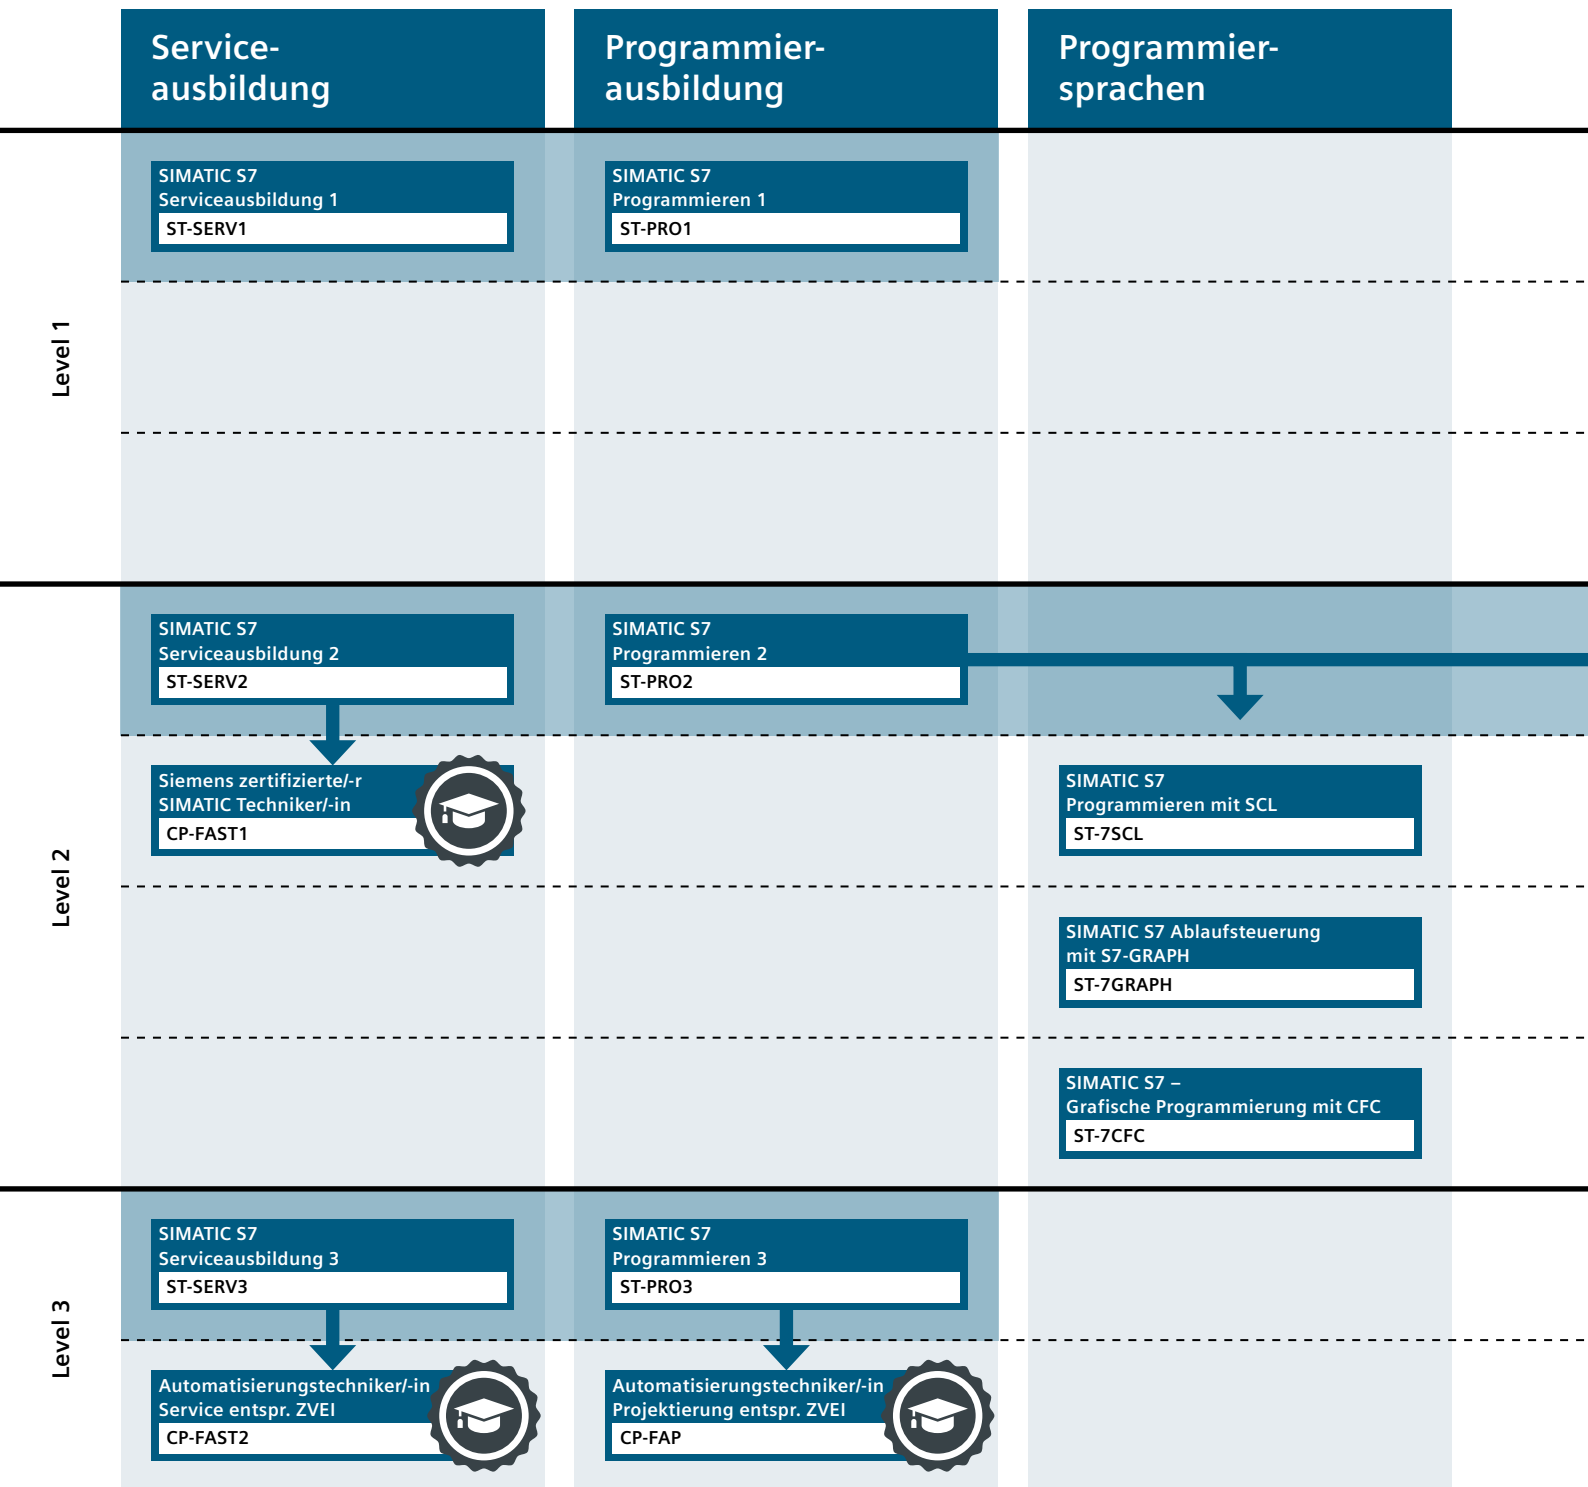 Service-
ausbildung
Programmier-
ausbildung
Programmier-
sprachen
Level 1
SIMATIC S7
Serviceausbildung 1
ST-SERV1
SIMATIC S7
Programmieren 1
ST-PRO1
Level 2
SIMATIC S7
Serviceausbildung 2
ST-SERV2
SIMATIC S7
Programmieren 2
ST-PRO2
Siemens zertifizierte/-r
SIMATIC Techniker/-in
CP-FAST1
SIMATIC S7
Programmieren mit SCL
ST-7SCL
SIMATIC S7 Ablaufsteuerung
mit S7-GRAPH
ST-7GRAPH
SIMATIC S7 –
Grafische Programmierung mit CFC
ST-7CFC
Level 3
SIMATIC S7
Serviceausbildung 3
ST-SERV3
SIMATIC S7
Programmieren 3
ST-PRO3
Automatisierungstechniker/-in
Service entspr. ZVEI
CP-FAST2
Automatisierungstechniker/-in
Projektierung entspr. ZVEI
CP-FAP